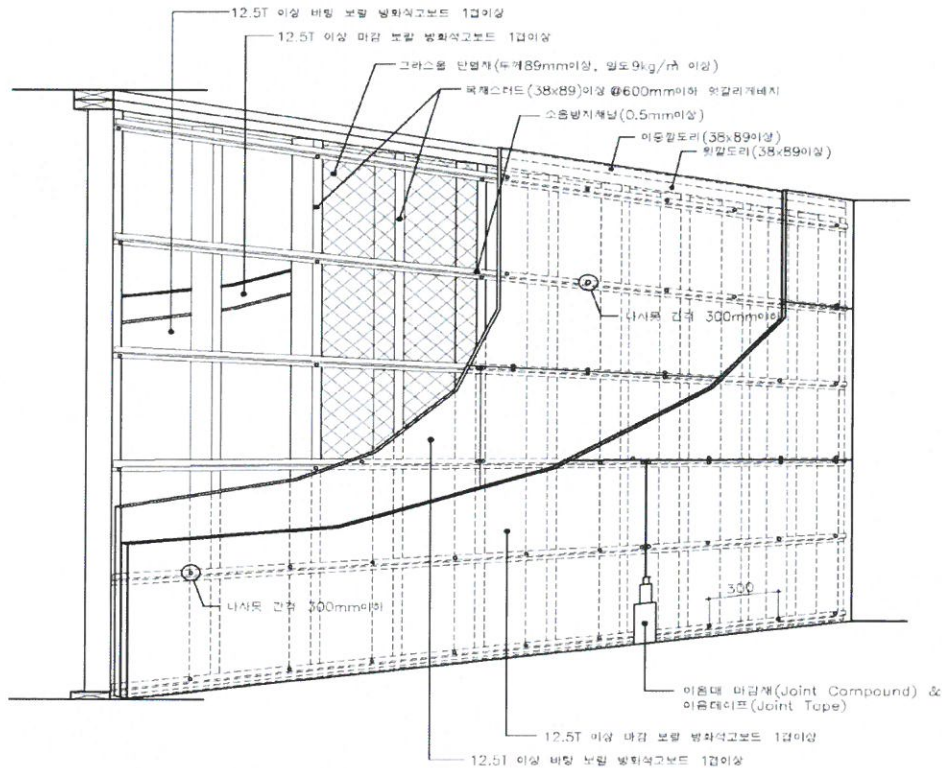 12.5T 이상 바탕 보랄 방화석고보드 1겹이상
12.5T 이상 마감 보랄 방화석고보드 1겹이상
그라스울 단열재(두께89mm이상, 밀도9kg/m³ 이상)
목재스터드(38x89)이상 @600mm이하 엇갈리게배치
소음방지채널(0.5mm이상)
이중깔도리(38x89이상)
윗깔도리(38x89이상)
나사못 간격 300mm이하
나사못 간격 300mm이하
300
이음매 마감재(Joint Compound) &
이음테이프(Joint Tape)
12.5T 이상 마감 보랄 방화석고보드 1겹이상
12.5T 이상 바탕 보랄 방화석고보드 1겹이상